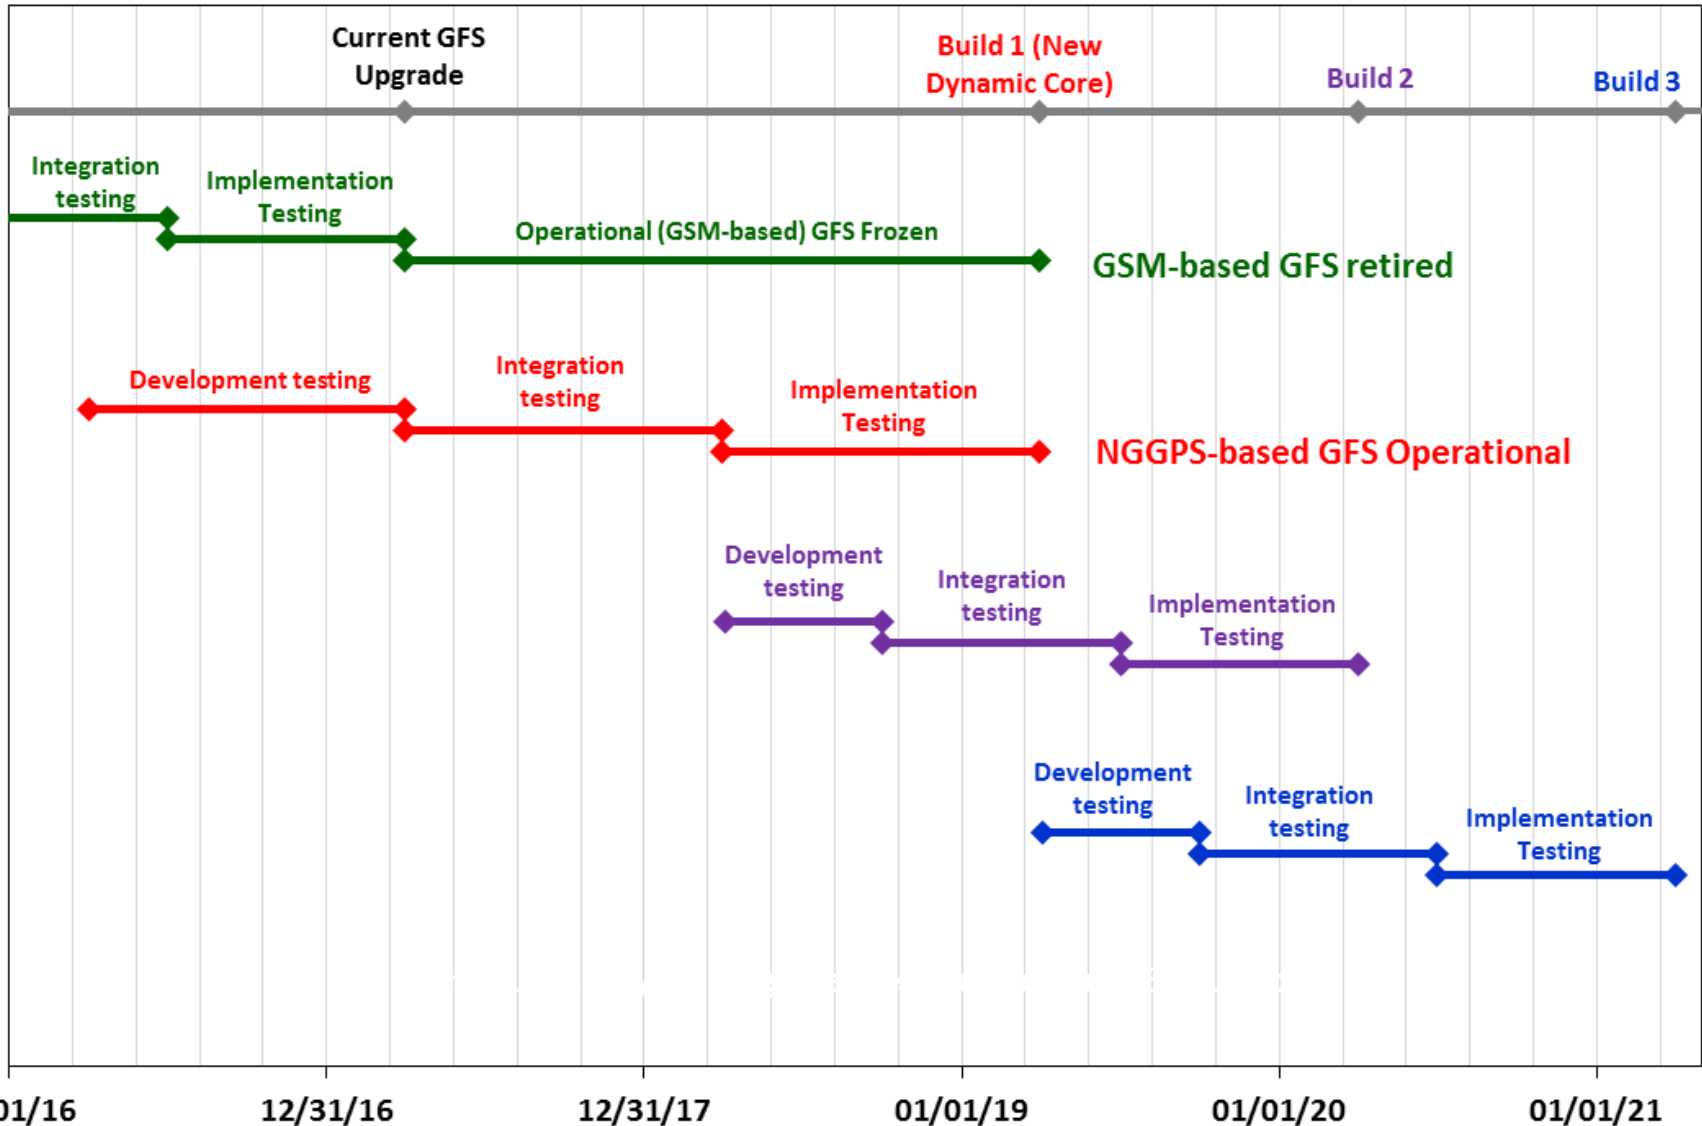 Current GFS
Upgrade
Build 1 (New
Dynamic Core)
Build 2
Build 3
Integration
testing
Implementation
Testing
Operational (GSM-based) GFS Frozen
GSM-based GFS retired
Development testing
Integration
testing
Implementation
Testing
NGGPS-based GFS Operational
Development
testing
Integration
testing
Implementation
Testing
Development
testing
Integration
testing
Implementation
Testing
01/16
12/31/16
12/31/17
01/01/19
01/01/20
01/01/21